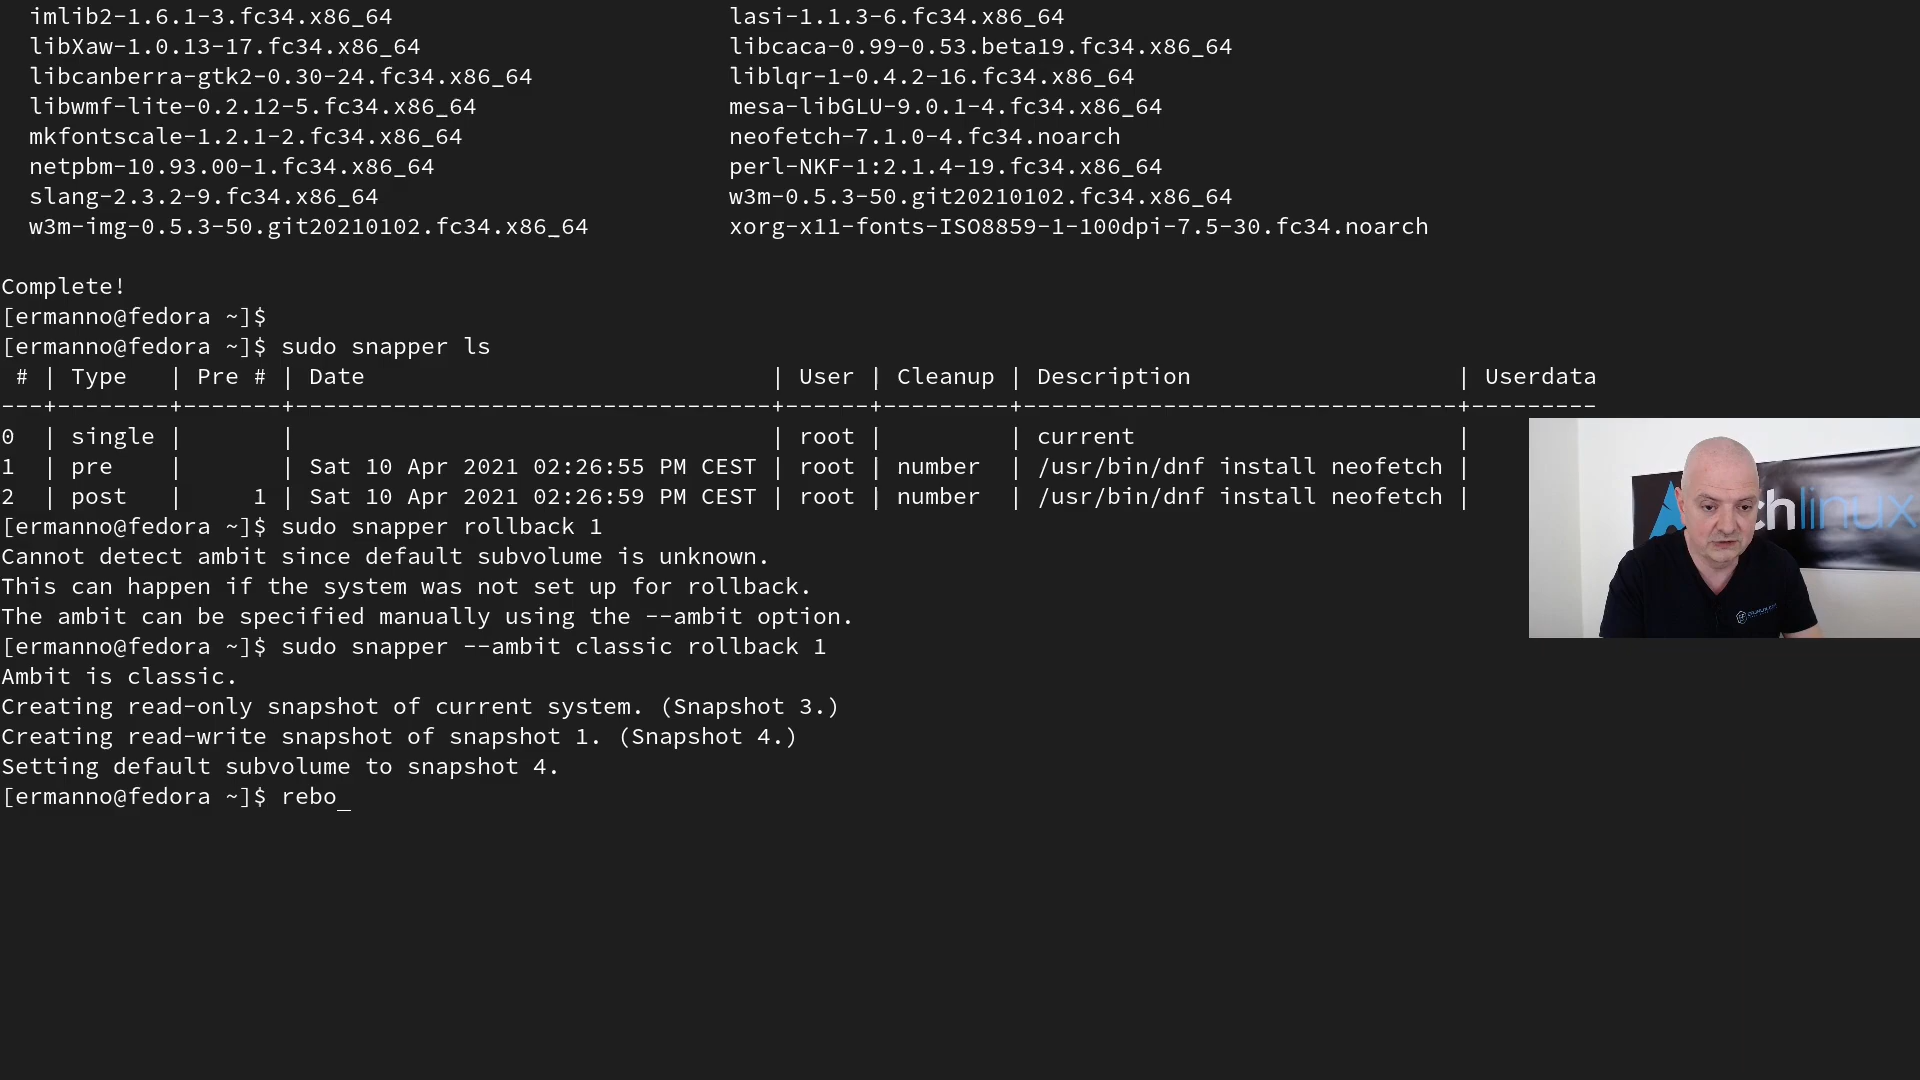 imlib2-1.6.1-3.fc34.x86_64 lasi-1.1.3-6.fc34.x86_64
libXaw-1.0.13-17.fc34.x86_64 libcaca-0.99-0.53.beta19.fc34.x86_64
libcanberra-gtk2-0.30-24.fc34.x86_64 liblqr-1-0.4.2-16.fc34.x86_64
libwmf-lite-0.2.12-5.fc34.x86_64 mesa-libGLU-9.0.1-4.fc34.x86_64
mkfontscale-1.2.1-2.fc34.x86_64 neofetch-7.1.0-4.fc34.noarch
netpbm-10.93.00-1.fc34.x86_64 perl-NKF-1:2.1.4-19.fc34.x86_64
slang-2.3.2-9.fc34.x86_64 w3m-0.5.3-50.git20210102.fc34.x86_64
w3m-img-0.5.3-50.git20210102.fc34.x86_64 xorg-x11-fonts-ISO8859-1-100dpi-7.5-30.fc34.noarch
Complete!
[ermanno@fedora ~]$
[ermanno@fedora ~]$ sudo snapper ls
# | Type | Pre # | Date | User | Cleanup | Description | Userdata
---+--------+-------+----------------------------------+------+---------+-------------------------------+---------
0 | single | | | root | | current |
1 | pre | | Sat 10 Apr 2021 02:26:55 PM CEST | root | number | /usr/bin/dnf install neofetch |
2 | post | 1 | Sat 10 Apr 2021 02:26:59 PM CEST | root | number | /usr/bin/dnf install neofetch |
[ermanno@fedora ~]$ sudo snapper rollback 1
Cannot detect ambit since default subvolume is unknown.
This can happen if the system was not set up for rollback.
The ambit can be specified manually using the --ambit option.
[ermanno@fedora ~]$ sudo snapper --ambit classic rollback 1
Ambit is classic.
Creating read-only snapshot of current system. (Snapshot 3.)
Creating read-write snapshot of snapshot 1. (Snapshot 4.)
Setting default subvolume to snapshot 4.
[ermanno@fedora ~]$ rebo_
ch linux